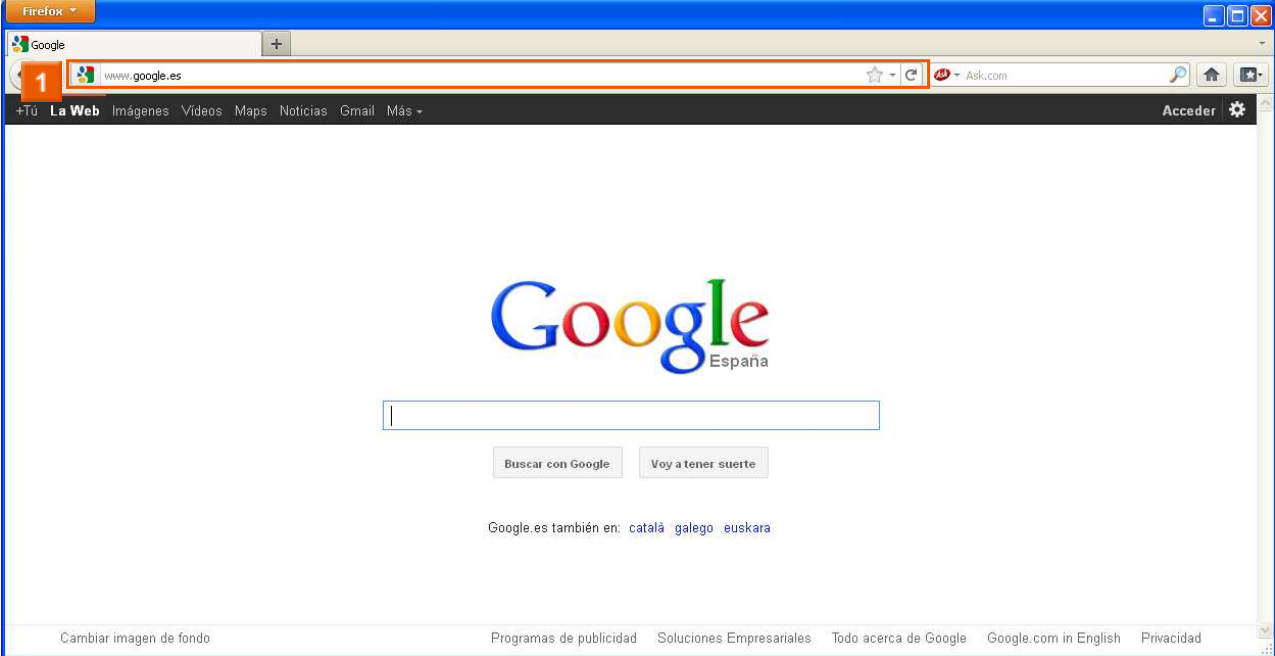 Firefox
Google
+
1 www.google.es Ask Ask.com
+Tú La Web Imágenes Vídeos Maps Noticias Gmail Más Acceder
Google
España
Buscar con Google Voy a tener suerte
Google.es también en: català galego euskara
Cambiar imagen de fondo Programas de publicidad Soluciones Empresariales Todo acerca de Google Google.com in English Privacidad